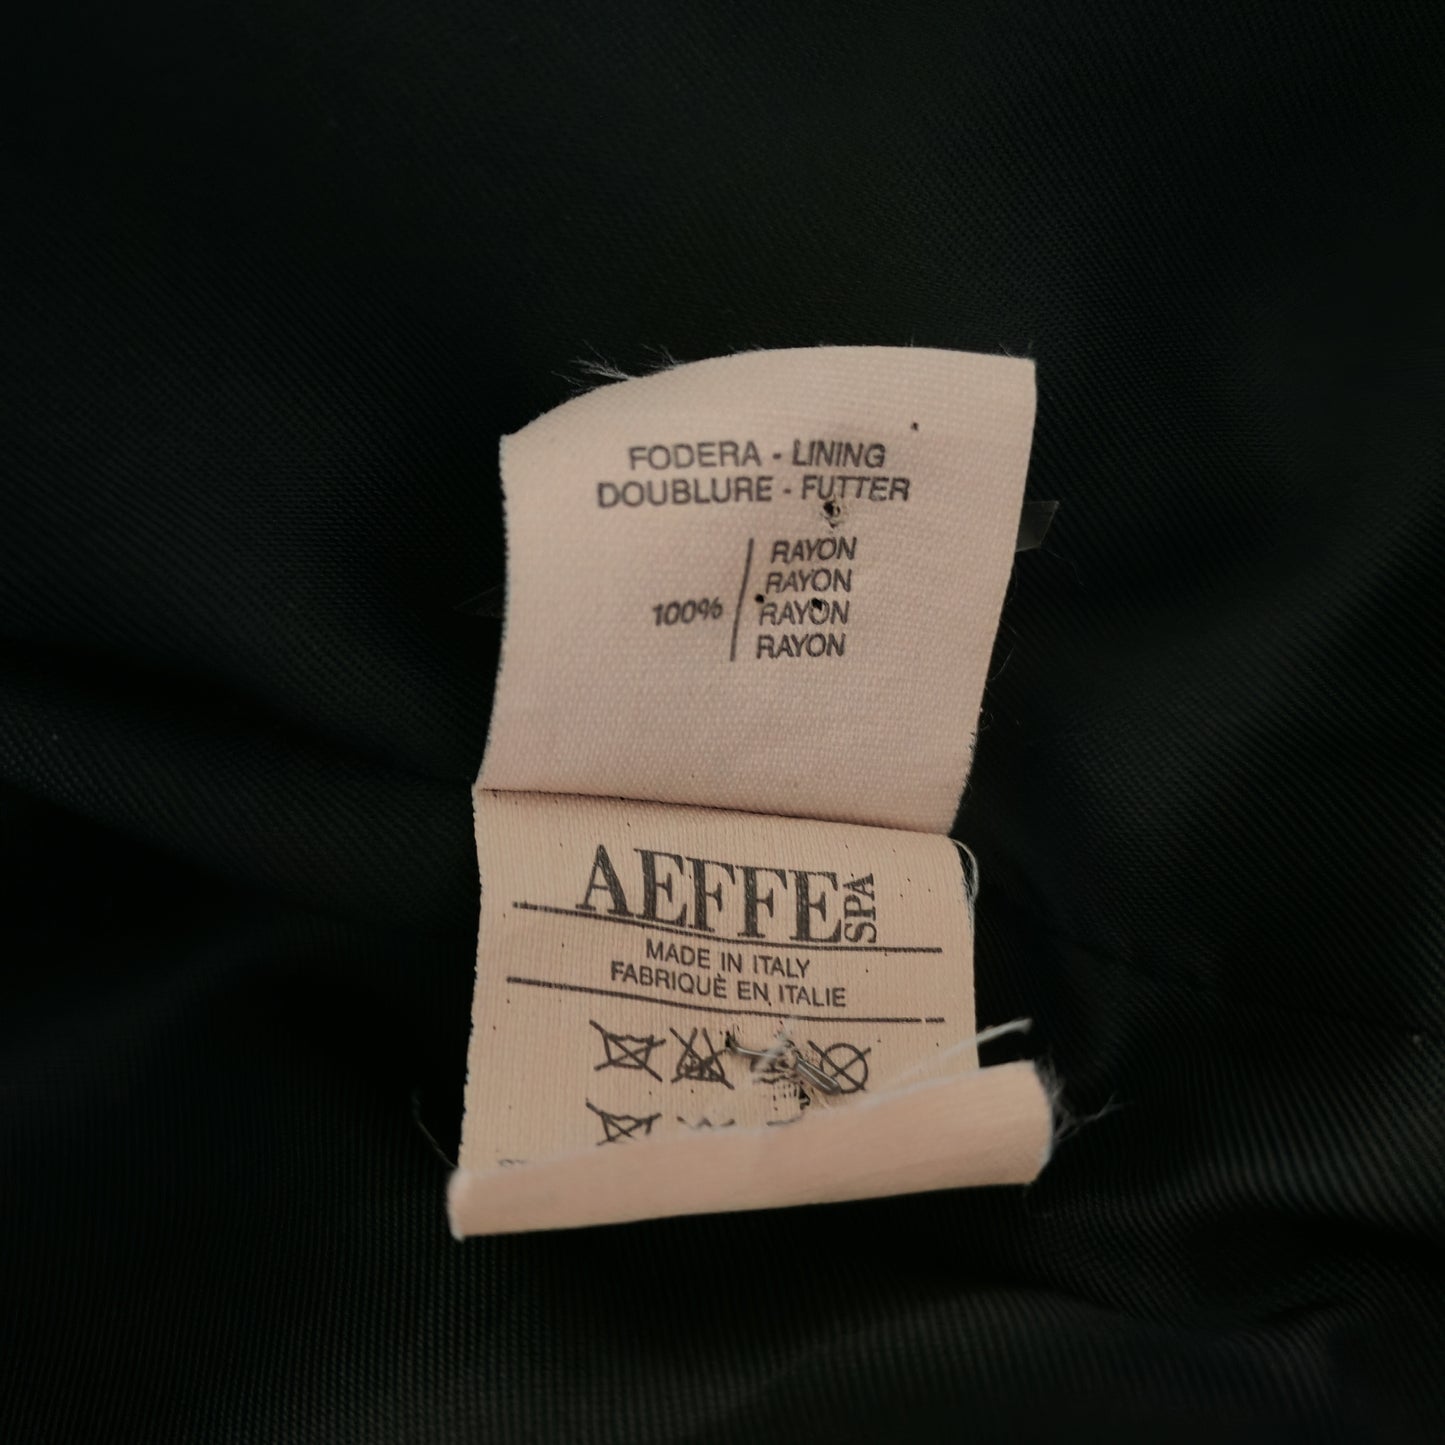 FODERA - LINING
DOUBLURE - FUTTER
RAYON
RAYON
100% RAYON
RAYON
AEFFE SPA
MADE IN ITALY
FABRIQUÈ EN ITALIE